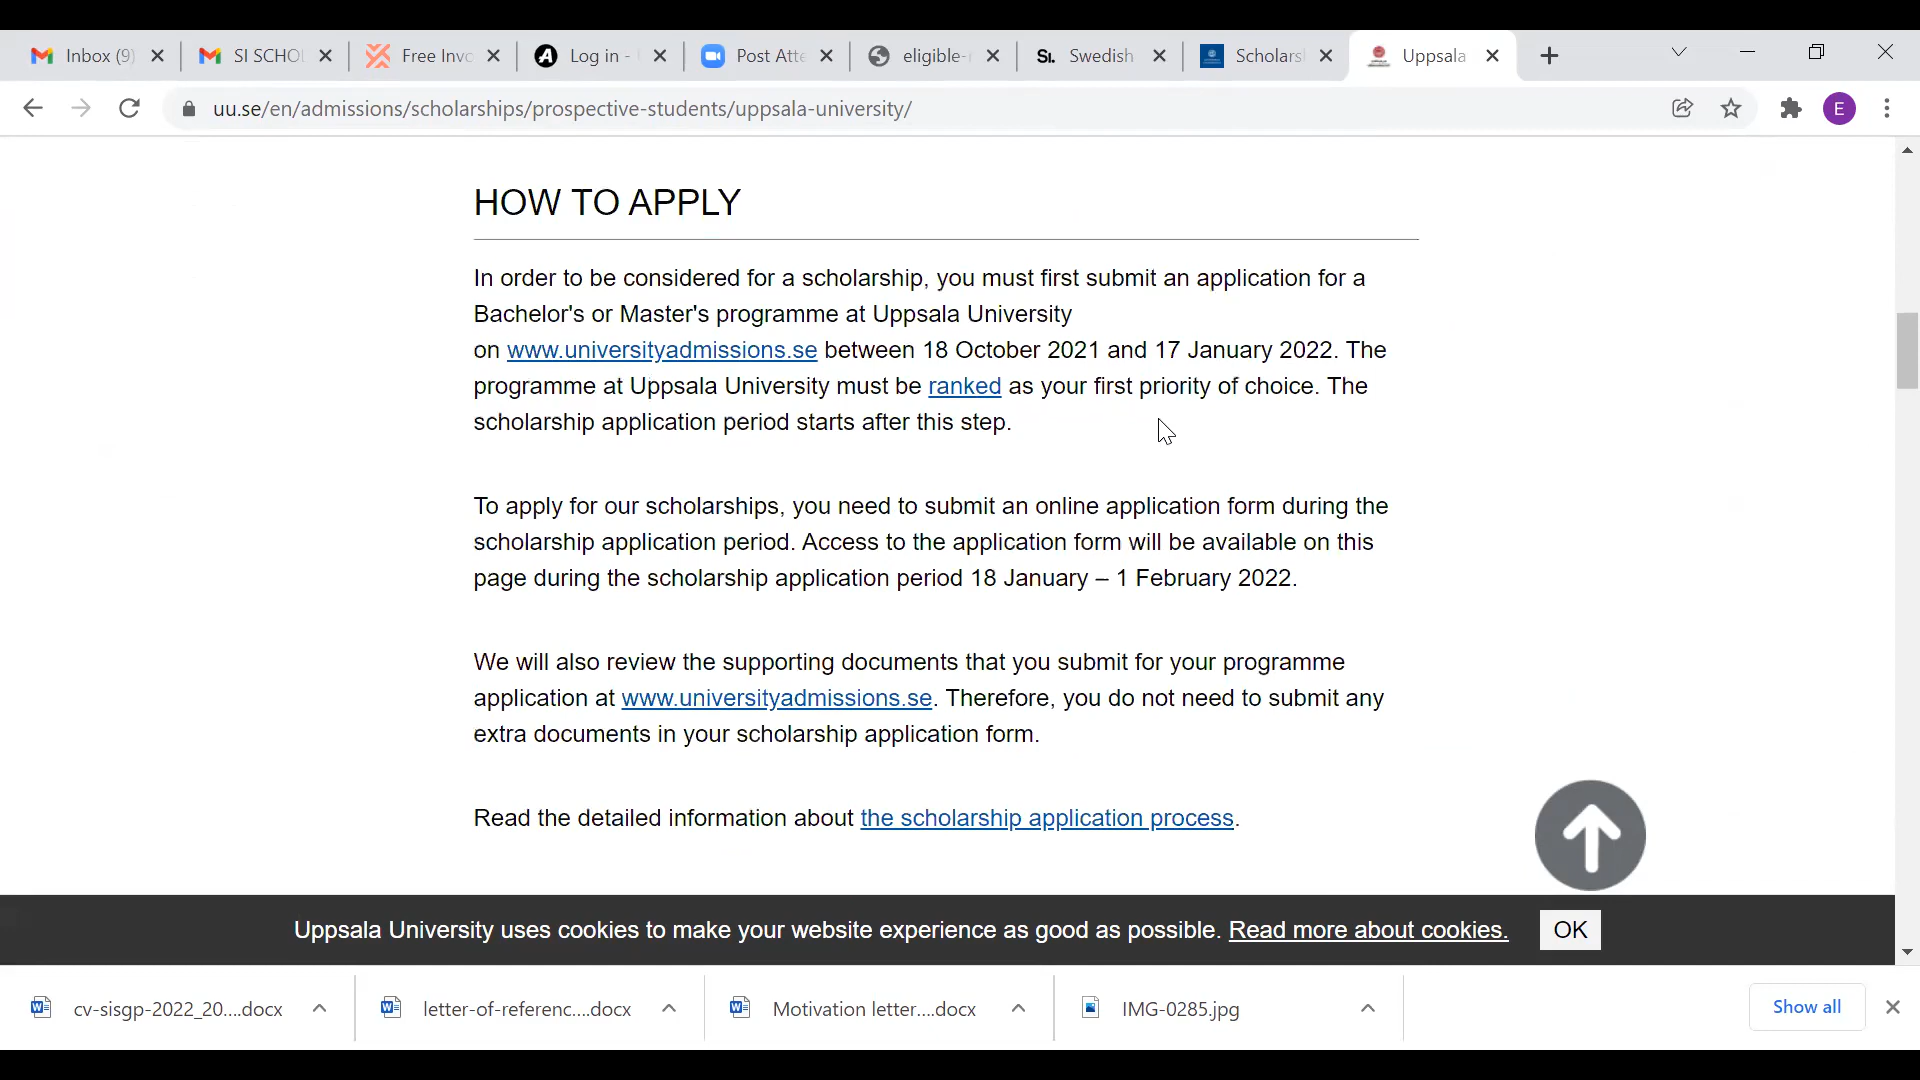 Inbox (9)
SI SCHOL
Free Invo
Log in -
Post Atte
eligible-
Swedish
Scholars
Uppsala
uu.se/en/admissions/scholarships/prospective-students/uppsala-university/
E
HOW TO APPLY
In order to be considered for a scholarship, you must first submit an application for a
Bachelor's or Master's programme at Uppsala University
on www.universityadmissions.se between 18 October 2021 and 17 January 2022. The
programme at Uppsala University must be ranked as your first priority of choice. The
scholarship application period starts after this step.
To apply for our scholarships, you need to submit an online application form during the
scholarship application period. Access to the application form will be available on this
page during the scholarship application period 18 January – 1 February 2022.
We will also review the supporting documents that you submit for your programme
application at www.universityadmissions.se. Therefore, you do not need to submit any
extra documents in your scholarship application form.
Read the detailed information about the scholarship application process.
Uppsala University uses cookies to make your website experience as good as possible. Read more about cookies.
OK
cv-sisgp-2022_20....docx
letter-of-referenc....docx
Motivation letter....docx
IMG-0285.jpg
Show all